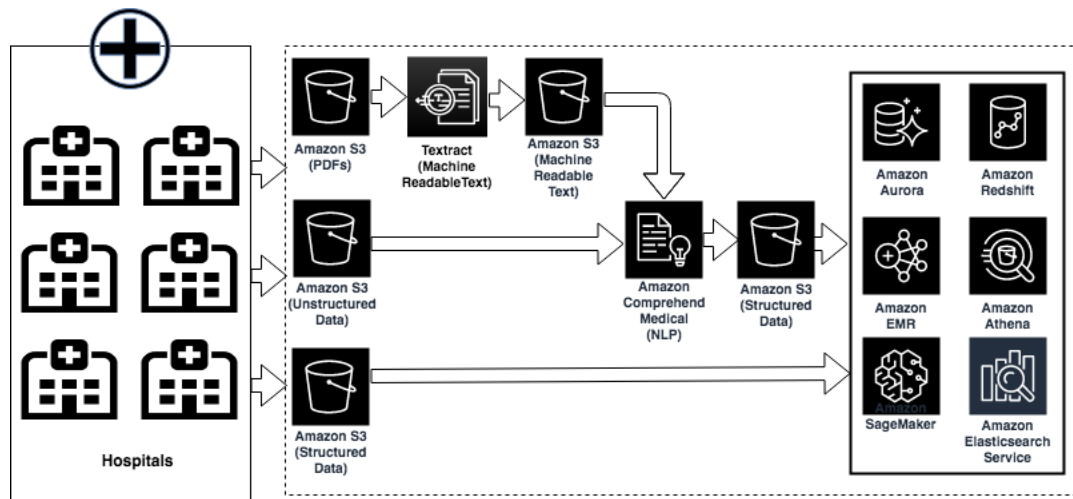 Amazon S3
(PDFs)
Textract
(Machine
ReadableText)
Amazon S3
(Machine
Readable
Text)
Amazon
Aurora
Amazon
Redshift
Amazon S3
(Unstructured
Data)
Amazon
Comprehend
Medical
(NLP)
Amazon S3
(Structured
Data)
Amazon
EMR
Amazon
Athena
Amazon S3
(Structured
Data)
Amazon
SageMaker
Amazon
Elasticsearch
Service
Hospitals